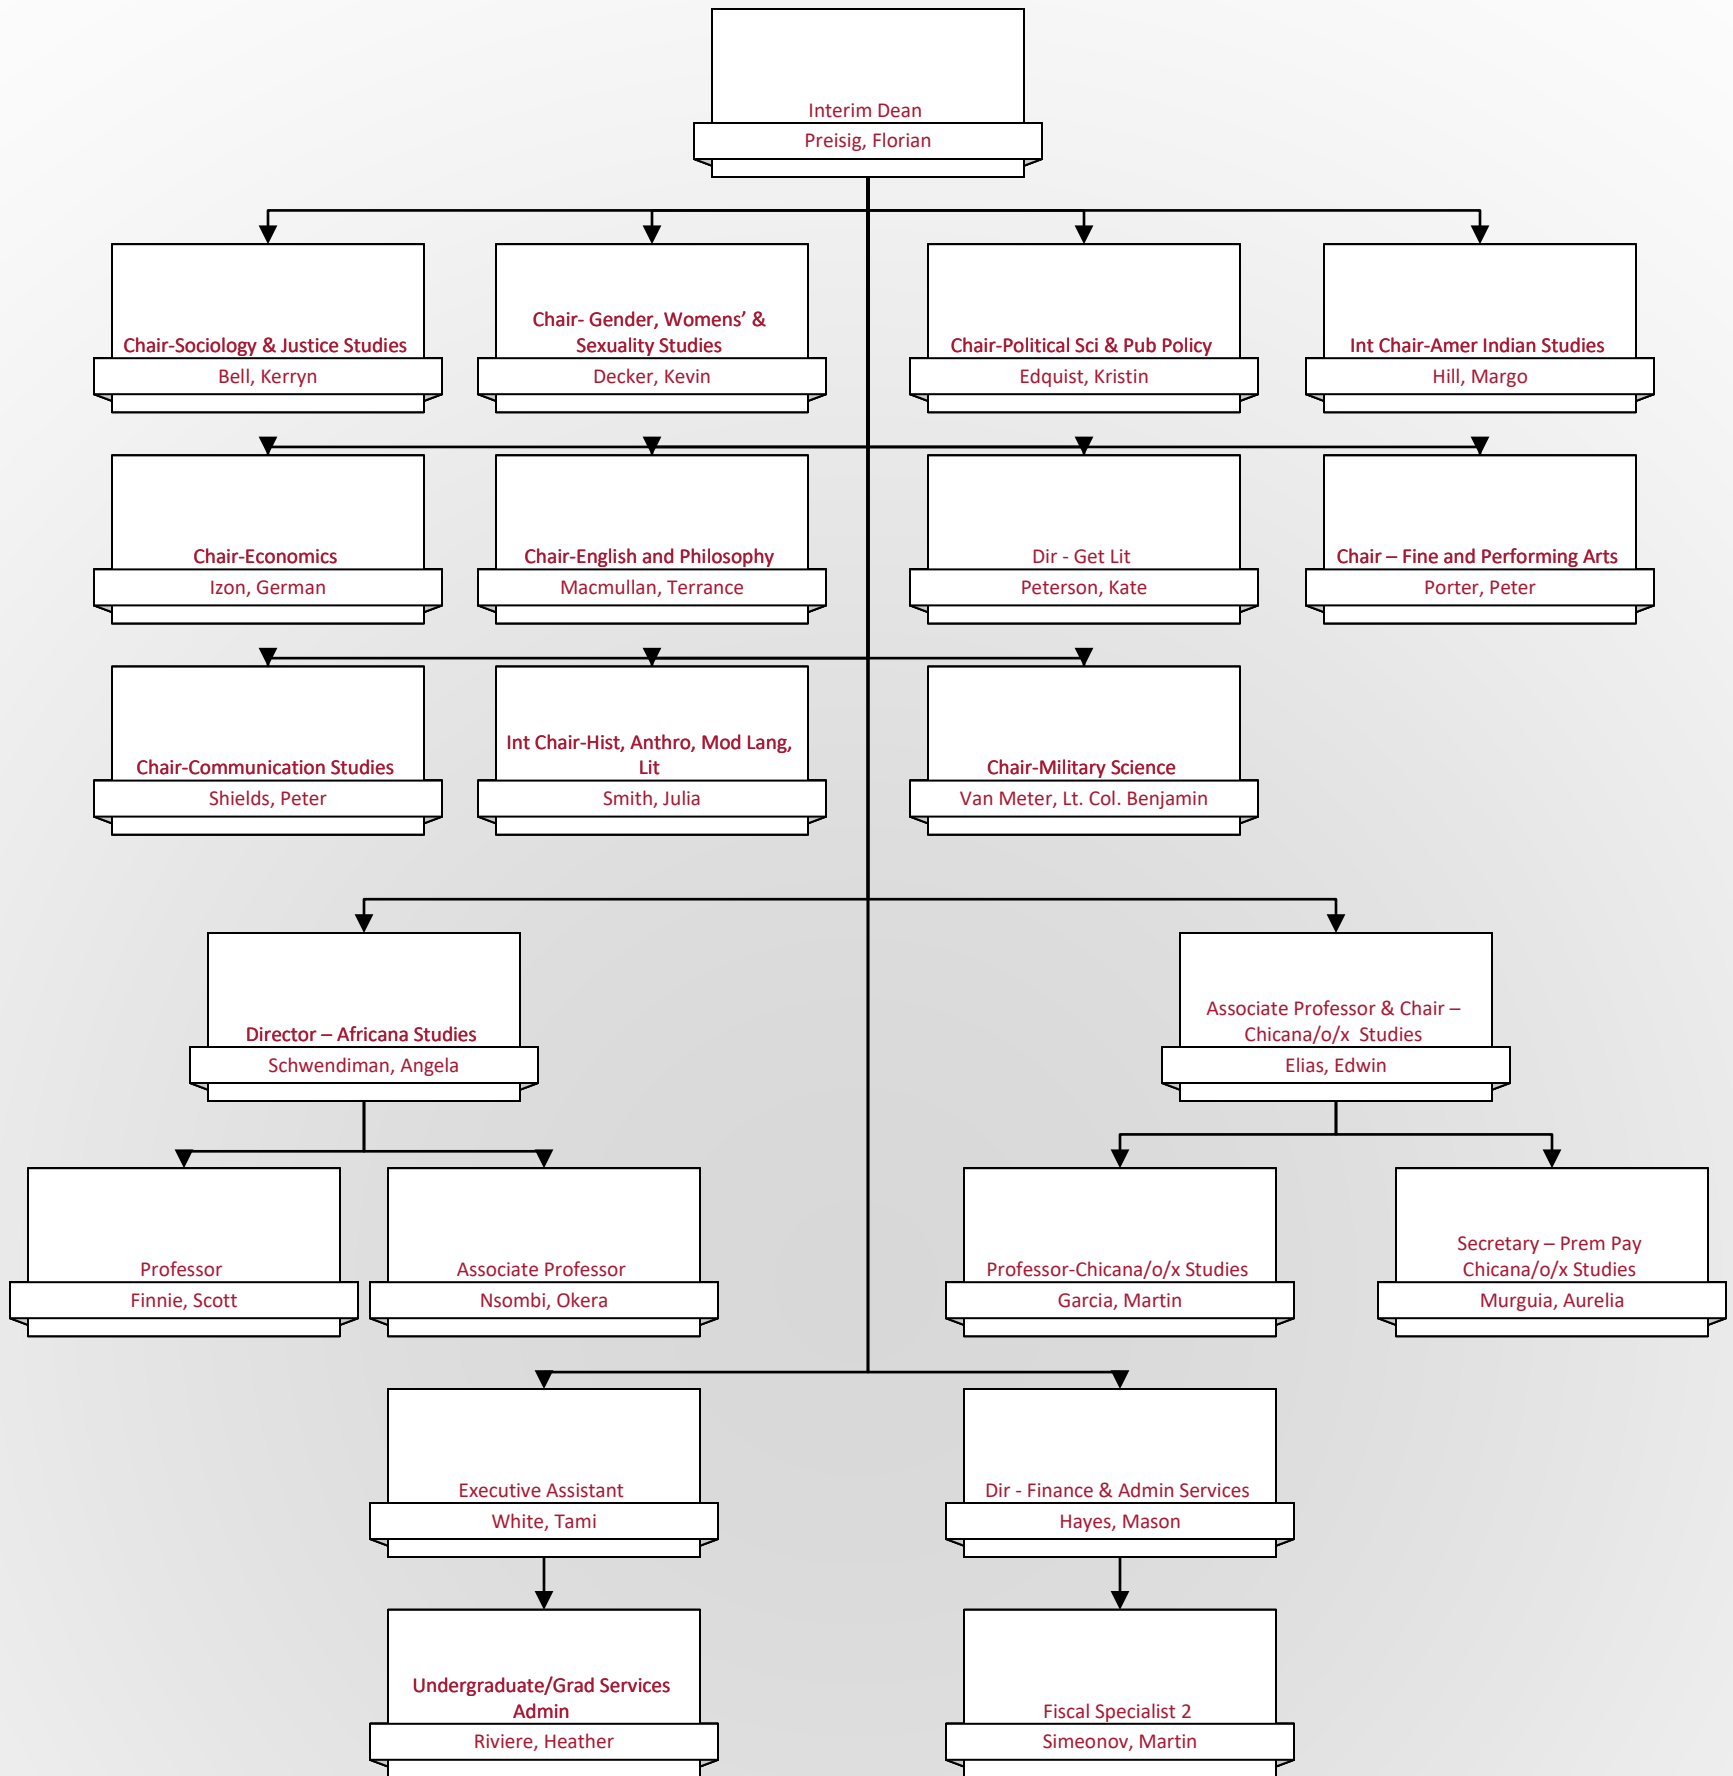 Interim Dean
Preisig, Florian
Chair-Sociology & Justice Studies
Bell, Kerryn
Chair- Gender, Womens’ &
Sexuality Studies
Decker, Kevin
Chair-Political Sci & Pub Policy
Edquist, Kristin
Int Chair-Amer Indian Studies
Hill, Margo
Chair-Economics
Izon, German
Chair-English and Philosophy
Macmullan, Terrance
Dir - Get Lit
Peterson, Kate
Chair – Fine and Performing Arts
Porter, Peter
Chair-Communication Studies
Shields, Peter
Int Chair-Hist, Anthro, Mod Lang,
Lit
Smith, Julia
Chair-Military Science
Van Meter, Lt. Col. Benjamin
Director – Africana Studies
Schwendiman, Angela
Associate Professor & Chair –
Chicana/o/x  Studies
Elias, Edwin
Professor
Finnie, Scott
Associate Professor
Nsombi, Okera
Professor-Chicana/o/x Studies
Garcia, Martin
Secretary – Prem Pay
Chicana/o/x Studies
Murguia, Aurelia
Executive Assistant
White, Tami
Dir - Finance & Admin Services
Hayes, Mason
Undergraduate/Grad Services
Admin
Riviere, Heather
Fiscal Specialist 2
Simeonov, Martin